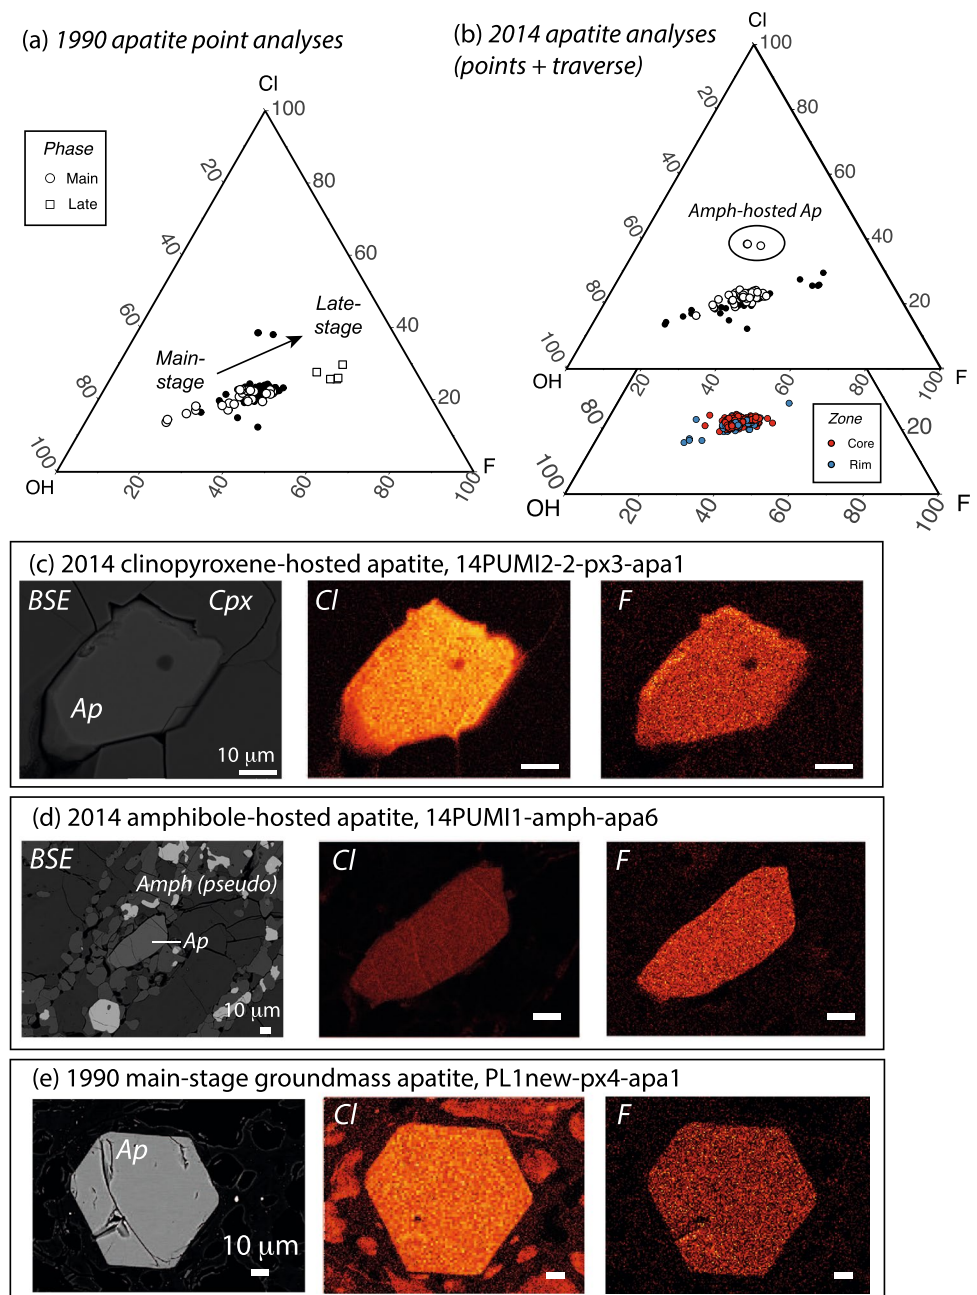 (a) 1990 apatite point analyses
Cl
100
Phase
Main
Late
20
80
40
60
Late-
stage
60
40
Main-
stage
80
20
100
F
OH
20
40
60
80
100
(b) 2014 apatite analyses
(points + traverse)
Cl
100
20
80
40
60
Amph-hosted Ap
60
40
80
20
100
OH
F
20
40
60
80
100
80
20
Zone
Core
Rim
100
OH
F
20
40
60
80
100
(c) 2014 clinopyroxene-hosted apatite, 14PUMI2-2-px3-apa1
BSE
Cpx
Ap
10 µm
Cl
F
(d) 2014 amphibole-hosted apatite, 14PUMI1-amph-apa6
BSE
Amph (pseudo)
Ap
10 µm
Cl
F
(e) 1990 main-stage groundmass apatite, PL1new-px4-apa1
Ap
10 µm
Cl
F